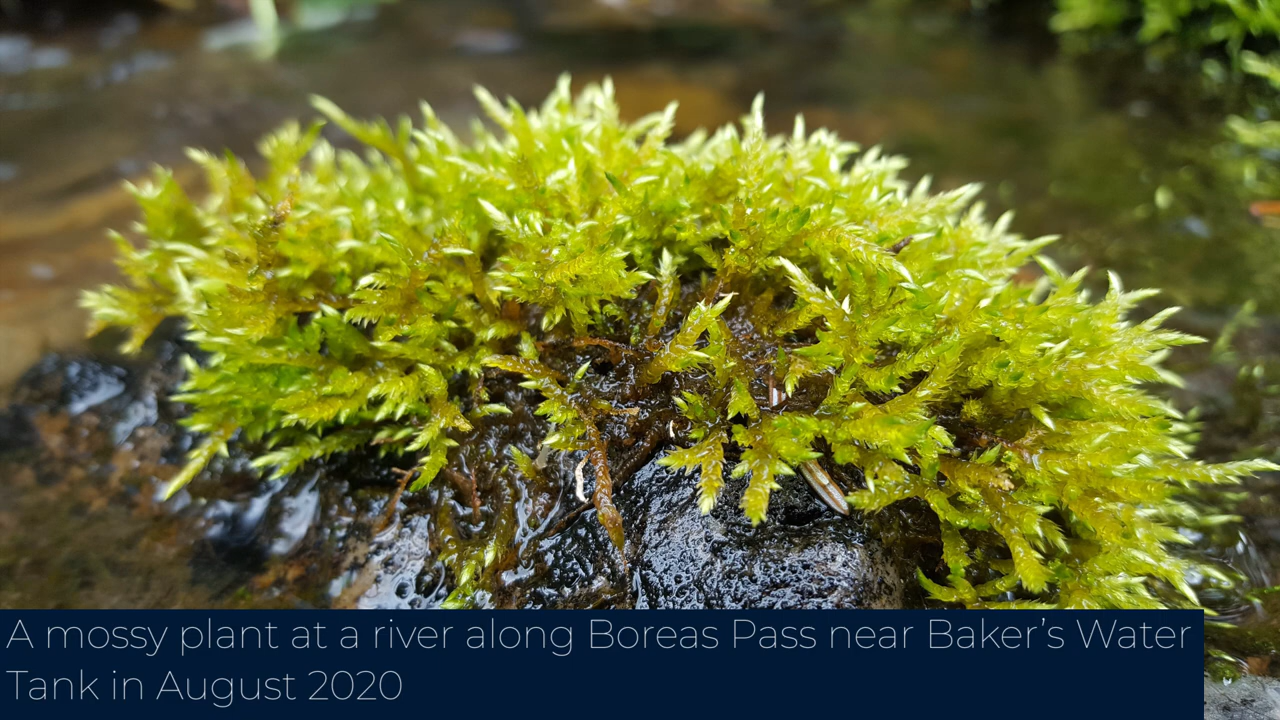 A mossy plant at a river along Boreas Pass near Baker’s Water
Tank in August 2020